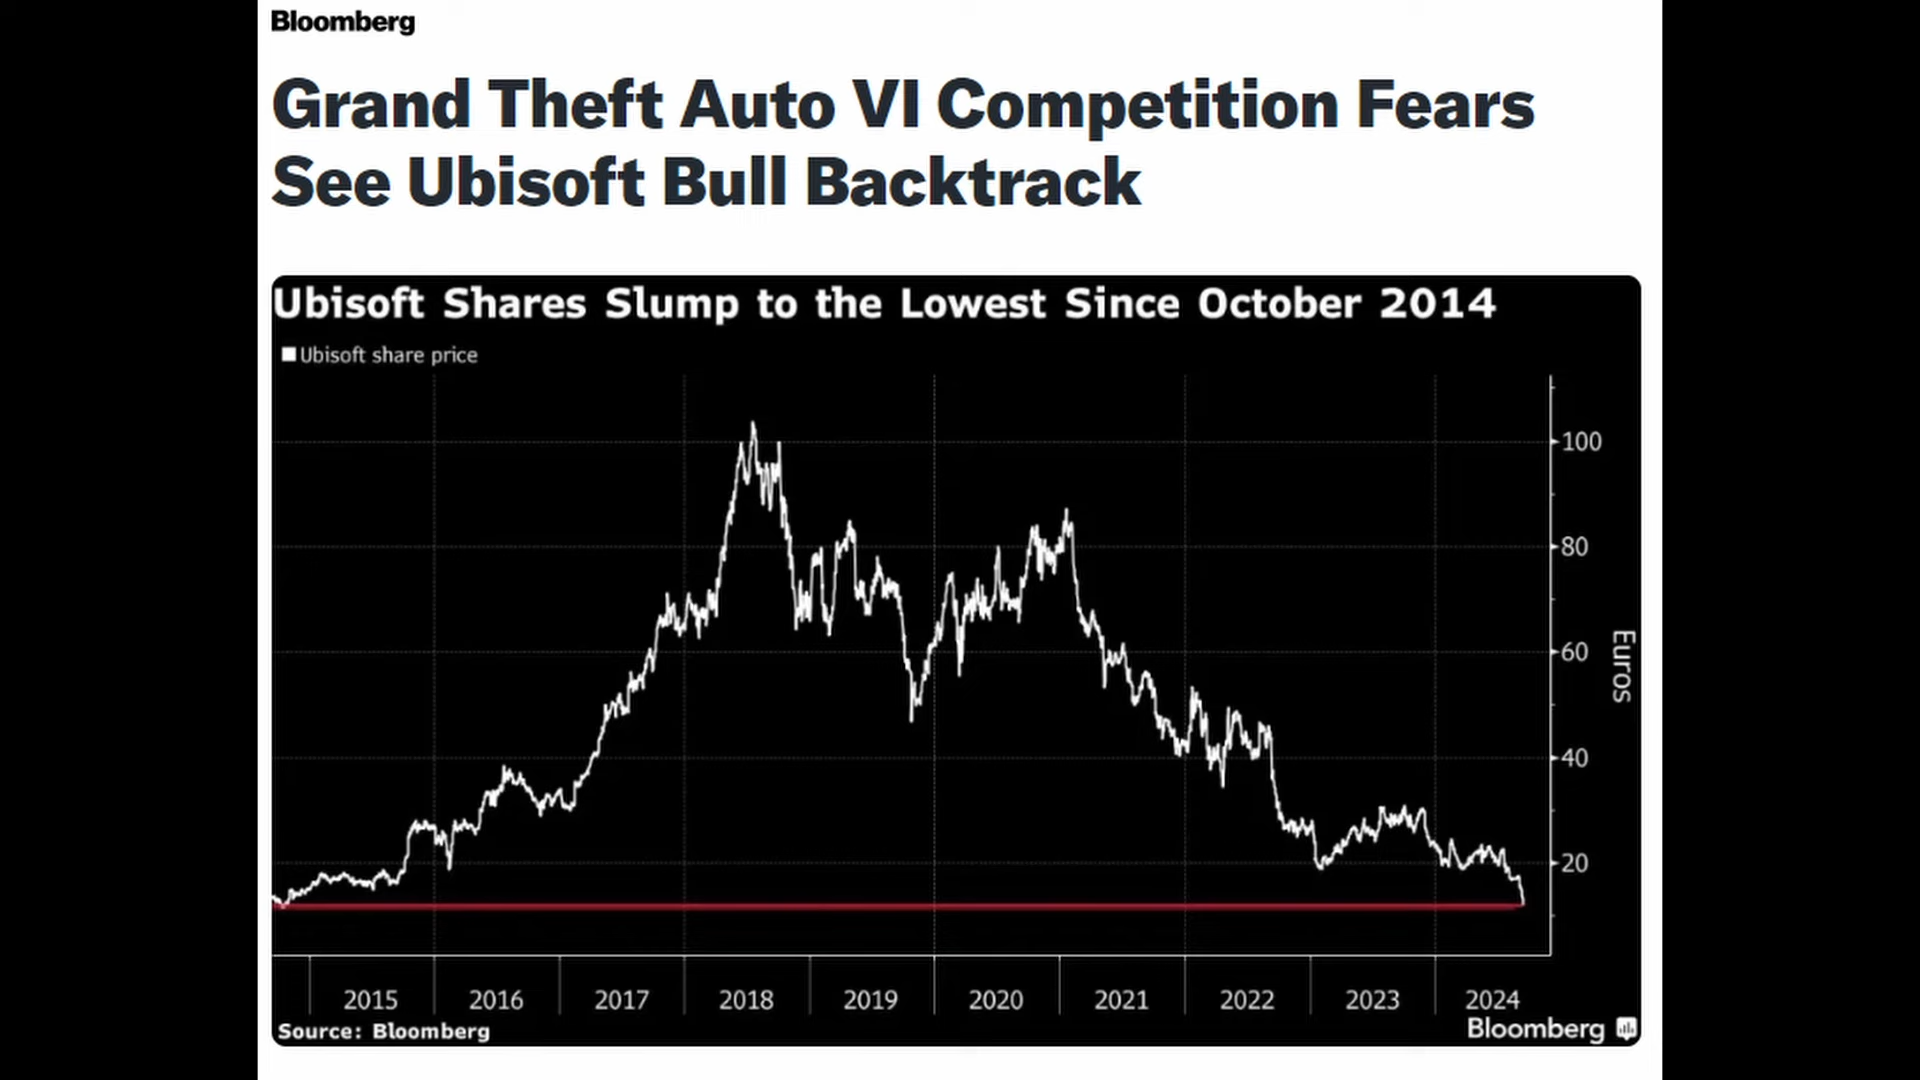 Bloomberg
Grand Theft Auto VI Competition Fears
See Ubisoft Bull Backtrack
Ubisoft Shares Slump to the Lowest Since October 2014
Ubisoft share price
100
80
60
40
20
Euros
2015 2016 2017 2018 2019 2020 2021 2022 2023 2024
Source: Bloomberg
Bloomberg